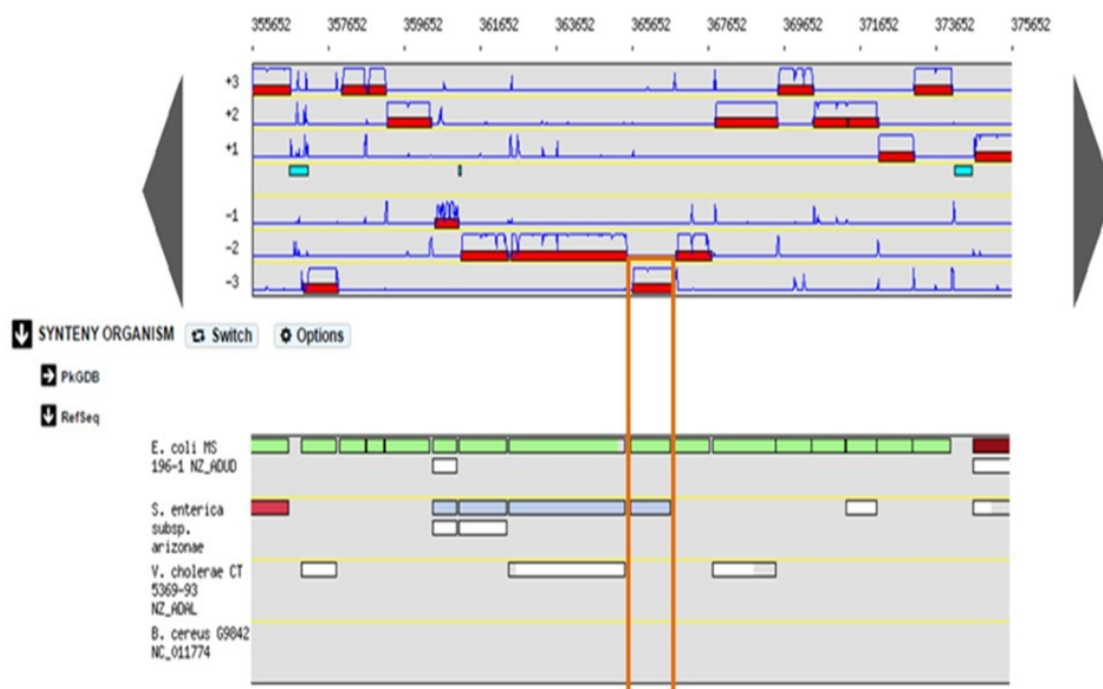 355652 357652 359652 361652 363652 365652 367652 369652 371652 373652 375652
+3
+2
+1
-1
-2
-3
SYNTENY ORGANISM Switch Options
PkGDB
RefSeq
E. coli MS
196-1 NZ_ADUD
S. enterica
subsp.
arizonae
V. cholerae CT
5369-93
NZ_ADAL
B. cereus G9842
NC_011774